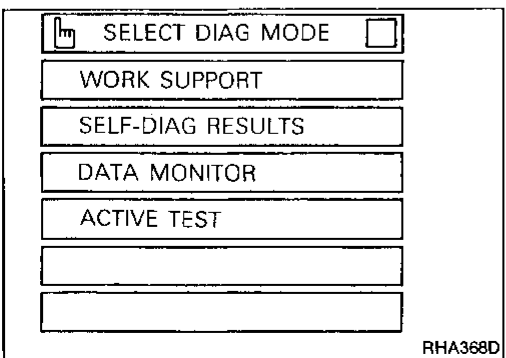 SELECT DIAG MODE
WORK SUPPORT
SELF-DIAG RESULTS
DATA MONITOR
ACTIVE TEST
RHA368D